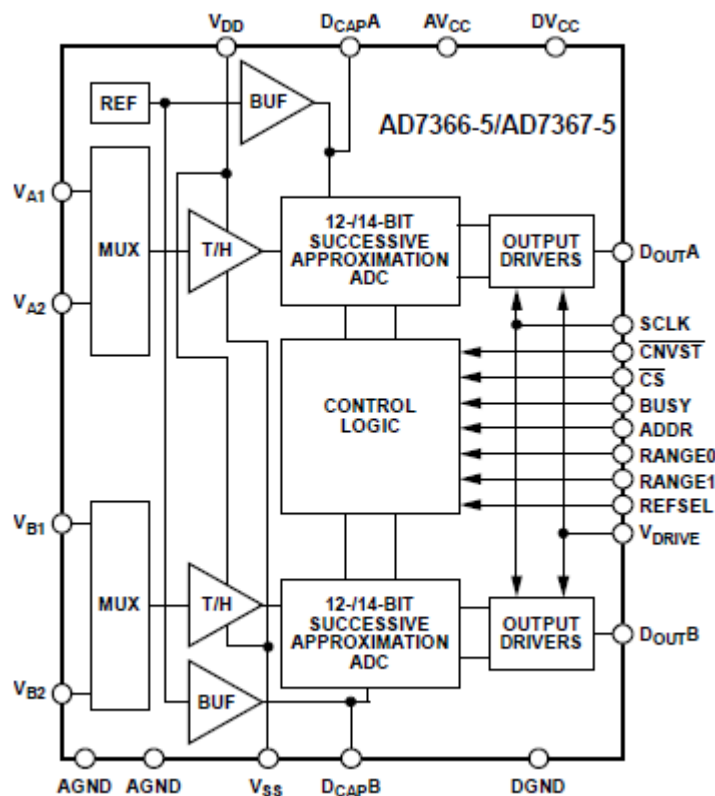 VDD
DCAPA
AVCC
DVCC
REF
BUF
AD7366-5/AD7367-5
VA1
MUX
T/H
12-/14-BIT
SUCCESSIVE
APPROXIMATION
ADC
OUTPUT
DRIVERS
DOUTA
VA2
SCLK
CNVST
CS
BUSY
ADDR
RANGE0
RANGE1
REFSEL
VDRIVE
CONTROL
LOGIC
VB1
MUX
T/H
12-/14-BIT
SUCCESSIVE
APPROXIMATION
ADC
OUTPUT
DRIVERS
DOUTB
VB2
BUF
AGND
AGND
VSS
DCAPB
DGND